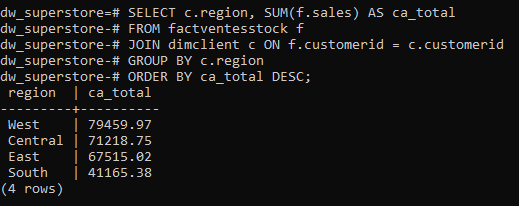 dw_superstore=# SELECT c.region, SUM(f.sales) AS ca_total
dw_superstore-# FROM factventesstock f
dw_superstore-# JOIN dimclient c ON f.customerid = c.customerid
dw_superstore-# GROUP BY c.region
dw_superstore-# ORDER BY ca_total DESC;
 region  | ca_total
---------+----------
 West    | 79459.97
 Central | 71218.75
 East    | 67515.02
 South   | 41165.38
(4 rows)